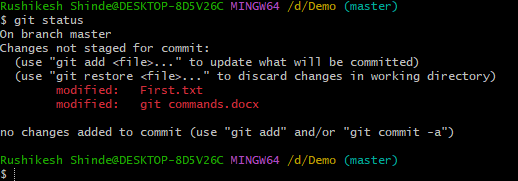 Rushikesh Shinde@DESKTOP-8D5V26C MINGW64 /d/Demo (master)
$ git status
On branch master
Changes not staged for commit:
  (use "git add <file>..." to update what will be committed)
  (use "git restore <file>..." to discard changes in working directory)
        modified:   First.txt
        modified:   git commands.docx

no changes added to commit (use "git add" and/or "git commit -a")

Rushikesh Shinde@DESKTOP-8D5V26C MINGW64 /d/Demo (master)
$